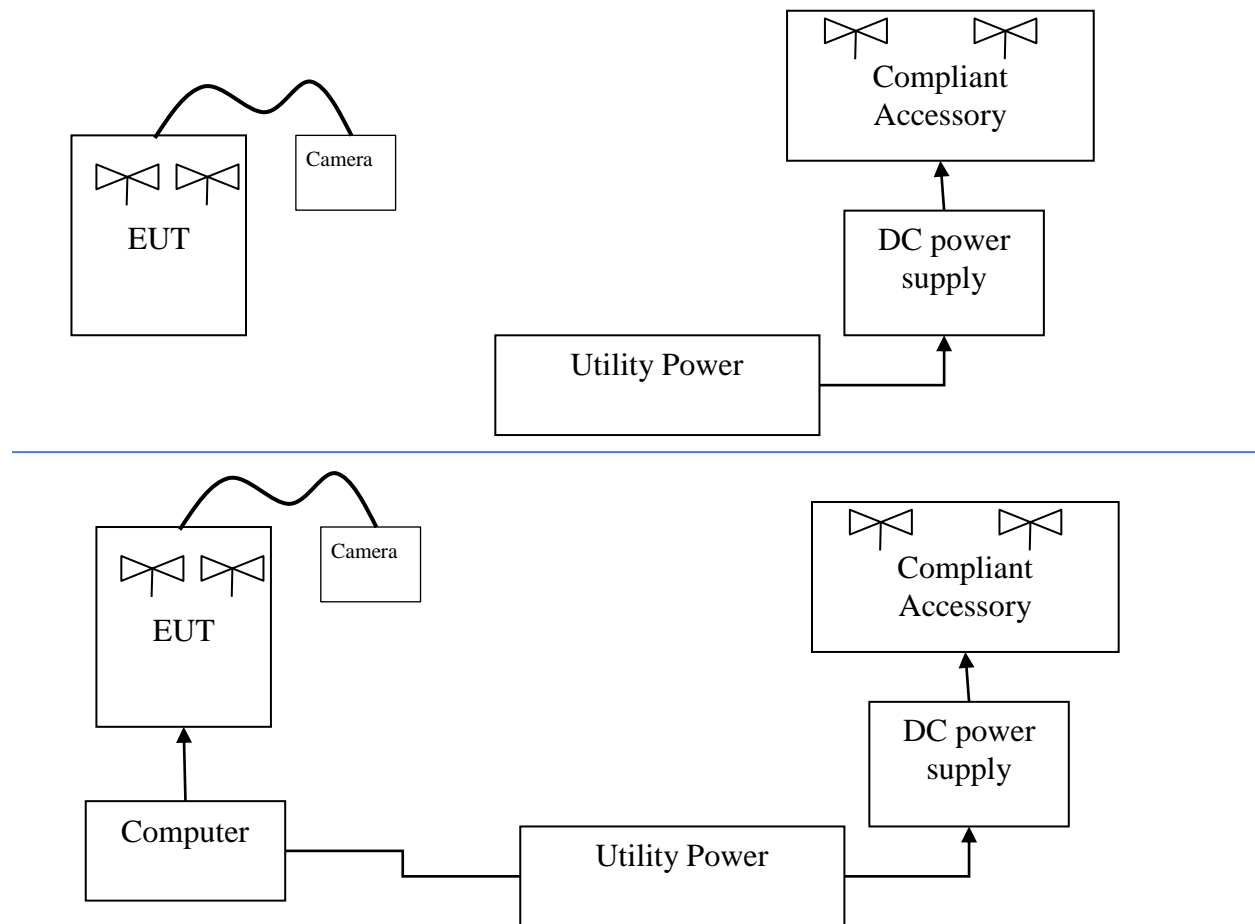 Compliant
Accessory
Camera
EUT
DC power
supply
Utility Power
Camera
Compliant
Accessory
EUT
DC power
supply
Computer
Utility Power